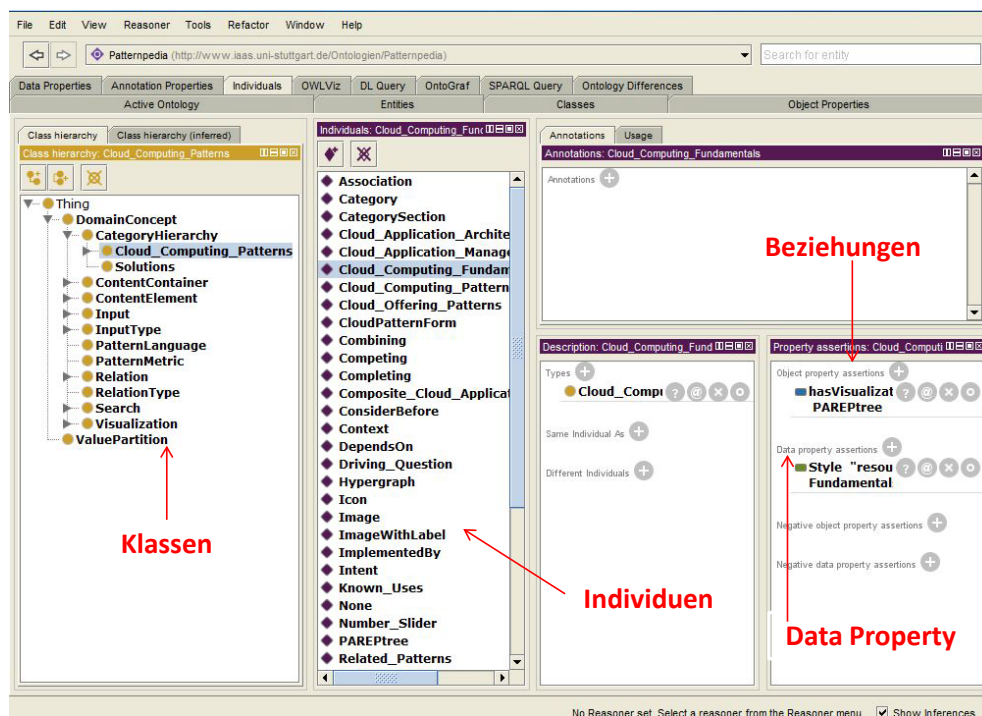 File Edit View Reasoner Tools Refactor Window Help
Patternpedia (http://www.iaas.uni-stuttgart.de/Ontologien/Patternpedia)
Search for entity
Data Properties Annotation Properties Individuals OWLViz DL Query OntoGraf SPARQL Query Ontology Differences
Active Ontology Entities Classes Object Properties
Class hierarchy Class hierarchy (inferred)
Class hierarchy: Cloud_Computing_Patterns
Thing
DomainConcept
CategoryHierarchy
Cloud_Computing_Patterns
Solutions
ContentContainer
ContentElement
Input
InputType
PatternLanguage
PatternMetric
Relation
RelationType
Search
Visualization
ValuePartition
Klassen
Individuals: Cloud_Computing_Func
Association
Category
CategorySection
Cloud_Application_Archite
Cloud_Application_Manage
Cloud_Computing_Fundam
Cloud_Computing_Pattern
Cloud_Offering_Patterns
CloudPatternForm
Combining
Competing
Completing
Composite_Cloud_Applicat
ConsiderBefore
Context
DependsOn
Driving_Question
Hypergraph
Icon
Image
ImageWithLabel
ImplementedBy
Intent
Known_Uses
None
Number_Slider
PAREPtree
Related_Patterns
Individuen
Annotations Usage
Annotations: Cloud_Computing_Fundamentals
Annotations
Beziehungen
Description: Cloud_Computing_Fund
Types
Cloud_Compu
Same Individual As
Different Individuals
Property assertions: Cloud_Computi
Object property assertions
hasVisualizat
PAREPtree
Data property assertions
Style "resou
Fundamental
Negative object property assertions
Negative data property assertions
Data Property
No Reasoner set. Select a reasoner from the Reasoner menu Show Inferences